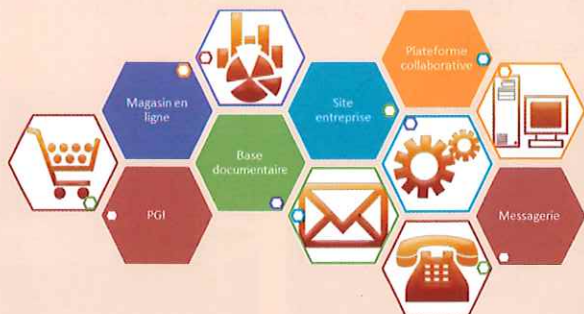 Plateforme
collaborative
Magasin en
ligne
Site
entreprise
Base
documentaire
PGI
Messagerie